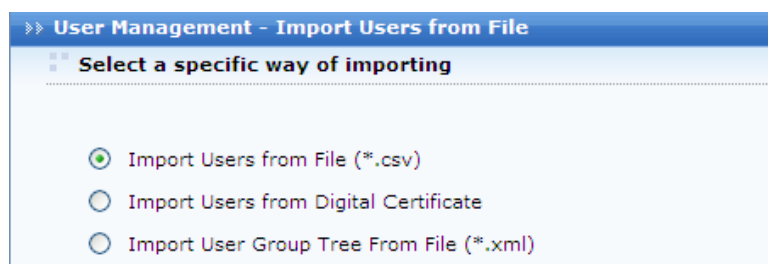 User Management - Import Users from File
Select a specific way of importing
Import Users from File (*.csv)
Import Users from Digital Certificate
Import User Group Tree From File (*.xml)